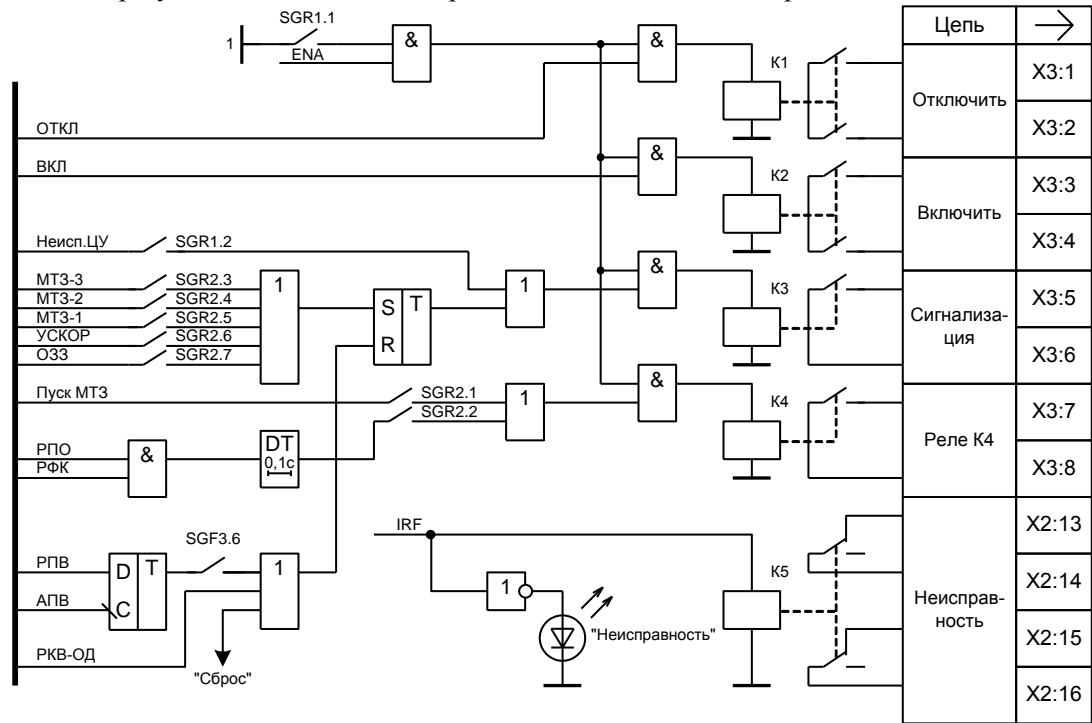 SGR1.1
1
ENA
&
&
К1
Цепь
Отключить
X3:1
X3:2
ОТКЛ
ВКЛ
&
К2
Включить
X3:3
X3:4
Неисп.ЦУ
SGR1.2
МТЗ-3
SGR2.3
МТЗ-2
SGR2.4
МТЗ-1
SGR2.5
УСКОР
SGR2.6
ОЗЗ
SGR2.7
1
S
T
R
1
&
К3
Сигнализа-
ция
X3:5
X3:6
Пуск МТЗ
SGR2.1
SGR2.2
1
&
К4
Реле К4
X3:7
X3:8
РПО
РФК
&
DT
0,1с
РПВ
АПВ
D
T
C
SGF3.6
1
РКВ-ОД
"Сброс"
IRF
1
"Неисправность"
К5
Неисправ-
ность
X2:13
X2:14
X2:15
X2:16